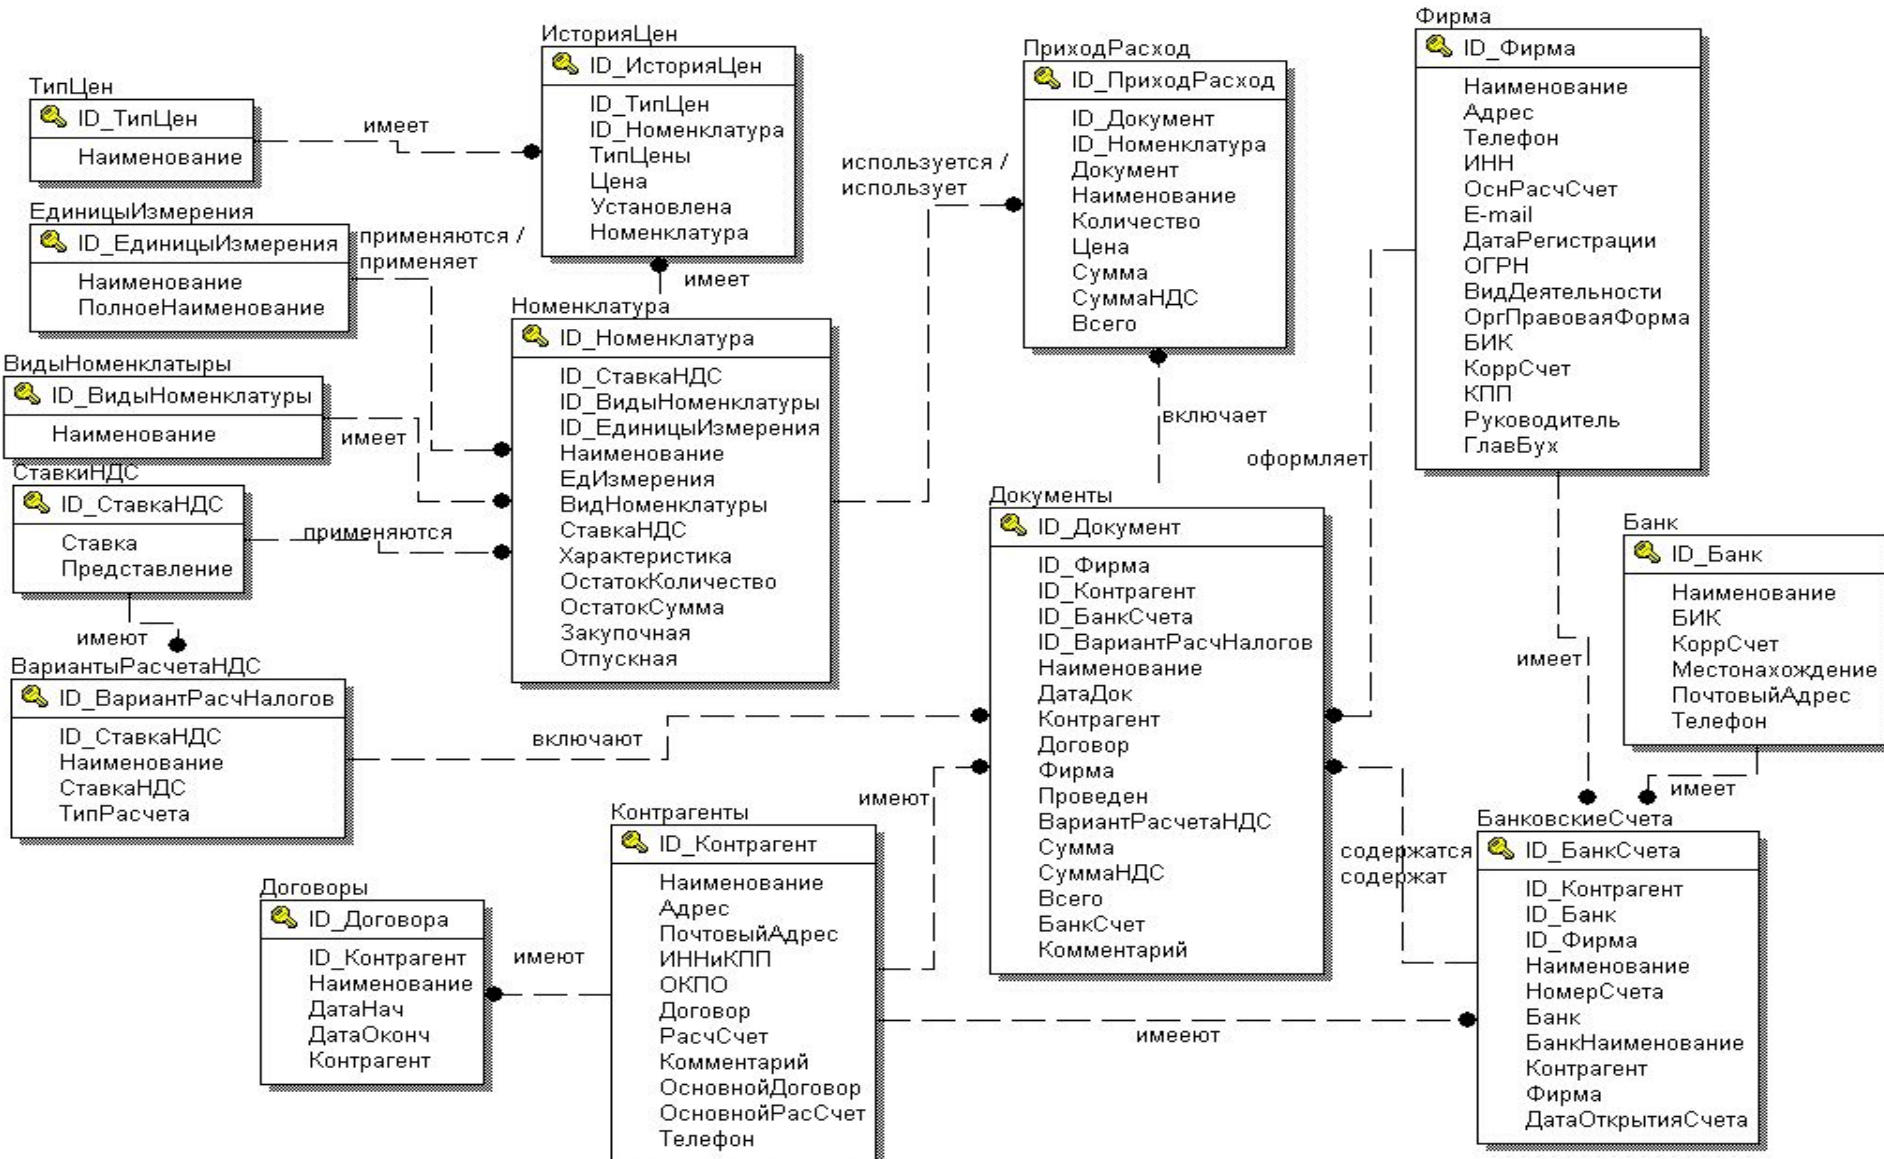 ТипЦен
ID_ТипЦен
Наименование
имеет
ИсторияЦен
ID_ИсторияЦен
ID_ТипЦен
ID_Номенклатура
ТипЦены
Цена
Установлена
Номенклатура
имеет
ЕдиницыИзмерения
ID_ЕдиницыИзмерения
Наименование
ПолноеНаименование
применяются /
применяет
ВидыНоменклатыры
ID_ВидыНоменклатуры
Наименование
имеет
СтавкиНДС
ID_СтавкаНДС
Ставка
Представление
применяются
имеют
ВариантыРасчетаНДС
ID_ВариантРасчНалогов
ID_СтавкаНДС
Наименование
СтавкаНДС
ТипРасчета
включают
Номенклатура
ID_Номенклатура
ID_СтавкаНДС
ID_ВидыНоменклатуры
ID_ЕдиницыИзмерения
Наименование
ЕдИзмерения
ВидНоменклатуры
СтавкаНДС
Характеристика
ОстатокКоличество
ОстатокСумма
Закупочная
Отпускная
используется /
использует
ПриходРасход
ID_ПриходРасход
ID_Документ
ID_Номенклатура
Документ
Наименование
Количество
Цена
Сумма
СуммаНДС
Всего
включает
Документы
ID_Документ
ID_Фирма
ID_Контрагент
ID_БанкСчета
ID_ВариантРасчНалогов
Наименование
ДатаДок
Контрагент
Договор
Фирма
Проведен
ВариантРасчетаНДС
Сумма
СуммаНДС
Всего
БанкСчет
Комментарий
оформляет
Фирма
ID_Фирма
Наименование
Адрес
Телефон
ИНН
ОснРасчСчет
E-mail
ДатаРегистрации
ОГРН
ВидДеятельности
ОргПравоваяФорма
БИК
КоррСчет
КПП
Руководитель
ГлавБух
имеет
Банк
ID_Банк
Наименование
БИК
КоррСчет
Местонахождение
ПочтовыйАдрес
Телефон
имеет
Договоры
ID_Договора
ID_Контрагент
Наименование
ДатаНач
ДатаОконч
Контрагент
имеют
Контрагенты
ID_Контрагент
Наименование
Адрес
ПочтовыйАдрес
ИННиКПП
ОКПО
Договор
РасчСчет
Комментарий
ОсновнойДоговор
ОсновнойРасСчет
Телефон
имеют
имееют
содержатся
содержат
БанковскиеСчета
ID_БанкСчета
ID_Контрагент
ID_Банк
ID_Фирма
Наименование
НомерСчета
Банк
БанкНаименование
Контрагент
Фирма
ДатаОткрытияСчета